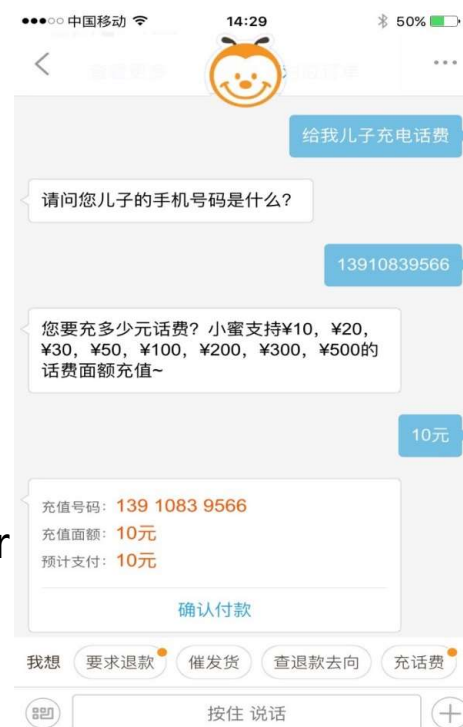 中国移动 14:29 50%
给我儿子充电话费
请问您儿子的手机号码是什么?
13910839566
您要充多少元话费? 小蜜支持¥10, ¥20,
¥30, ¥50, ¥100, ¥200, ¥300, ¥500的
话费面额充值~
10元
充值号码: 139 1083 9566
r
充值面额: 10元
预计支付: 10元
确认付款
我想 要求退款 催发货 查退款去向 充话费
按住 说话